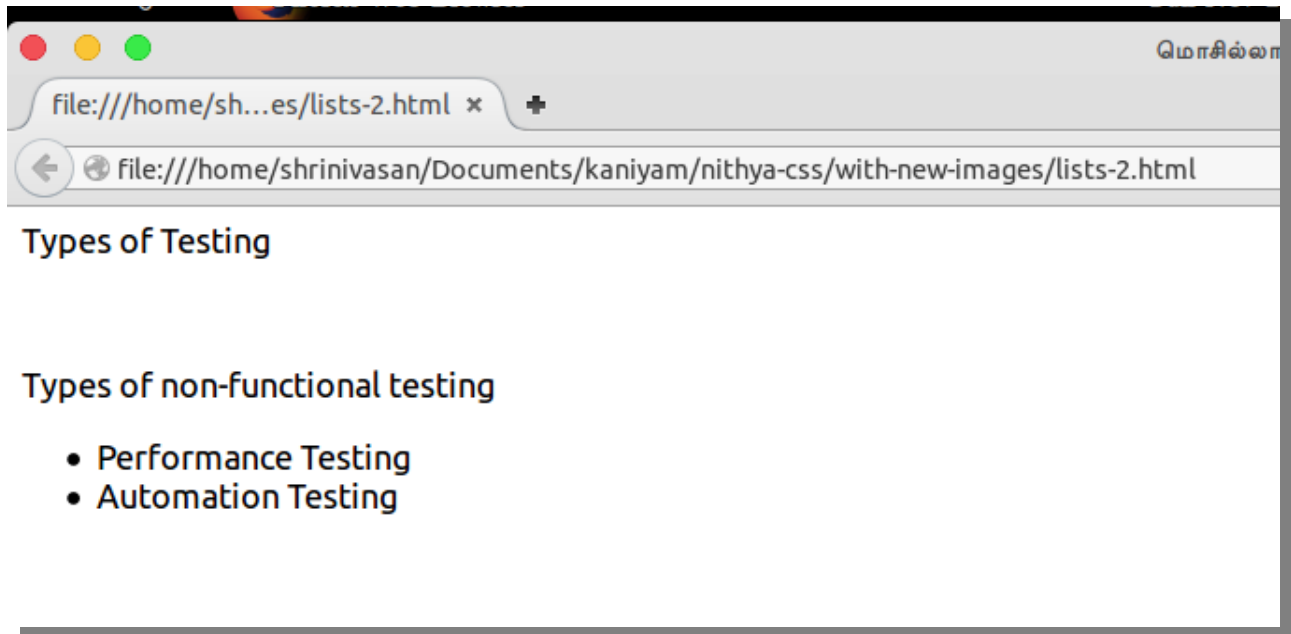 மொசில்லா
file:///home/sh...es/lists-2.html
file:///home/shrinivasan/Documents/kaniyam/nithya-css/with-new-images/lists-2.html
Types of Testing
Types of non-functional testing
• Performance Testing
• Automation Testing